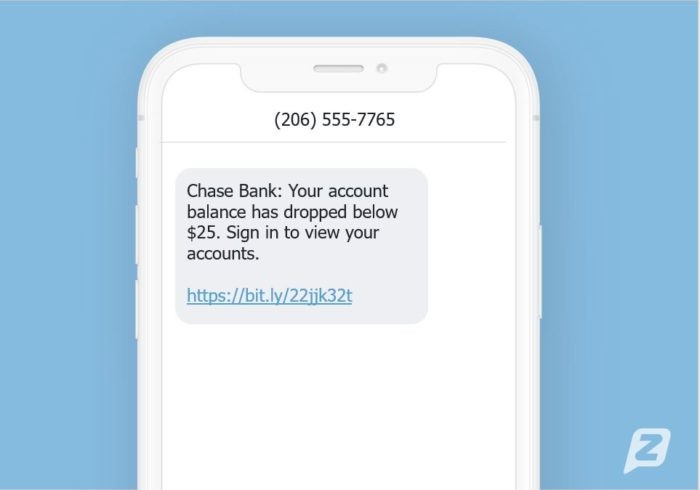 (206) 555-7765
Chase Bank: Your account
balance has dropped below
$25. Sign in to view your
accounts.
https://bit.ly/22jjk32t
Z